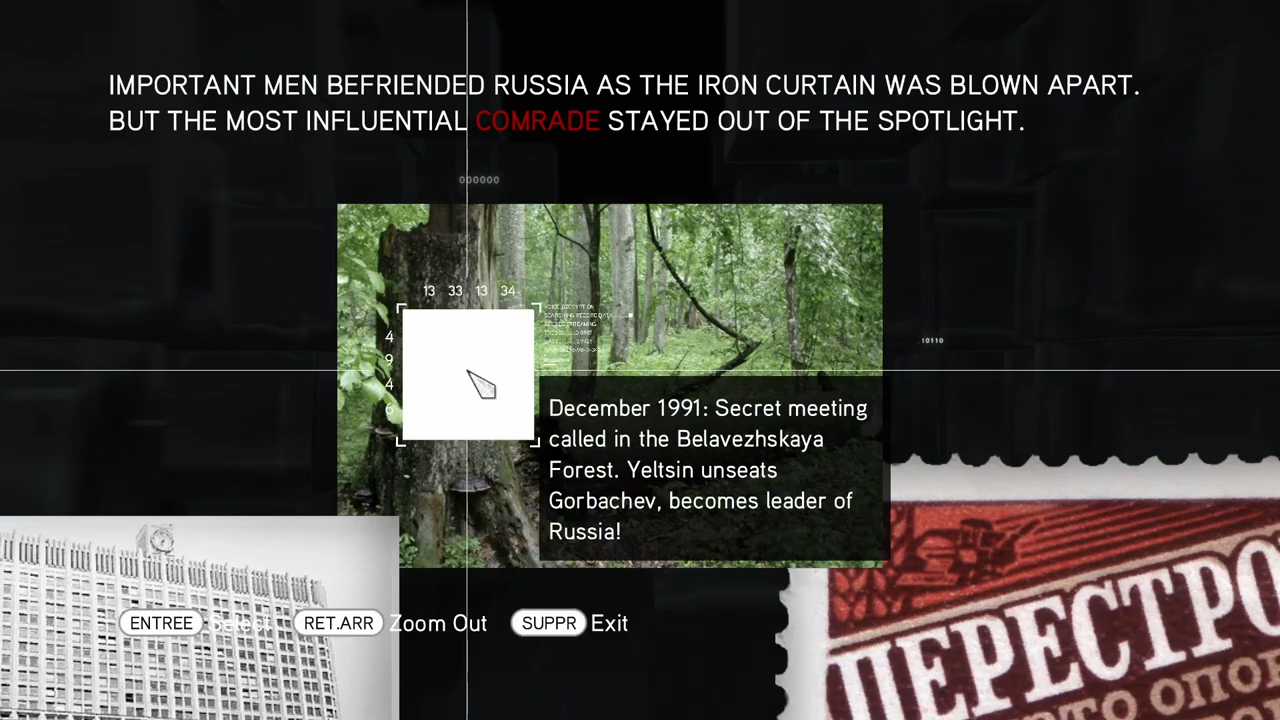 IMPORTANT MEN BEFRIENDED RUSSIA AS THE IRON CURTAIN WAS BLOWN APART.
BUT THE MOST INFLUENTIAL COMRADE STAYED OUT OF THE SPOTLIGHT.
000000
13 33 13 34
4
9
4
6
10110
December 1991: Secret meeting
called in the Belavezhskaya
Forest. Yeltsin unseats
Gorbachev, becomes leader of
Russia!
ПЕРЕСТРО
ENTREE Select RET.ARR Zoom Out SUPPR Exit